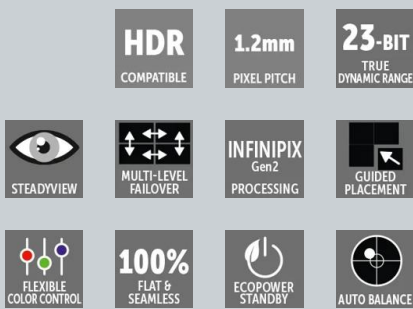 HDR
COMPATIBLE
1.2mm
PIXEL PITCH
23-BIT
TRUE
DYNAMIC RANGE
STEADYVIEW
MULTI-LEVEL
FAILOVER
INFINIPIX
Gen2
PROCESSING
GUIDED
PLACEMENT
FLEXIBLE
COLOR CONTROL
100%
FLAT &
SEAMLESS
ECOPOWER
STANDBY
AUTO BALANCE